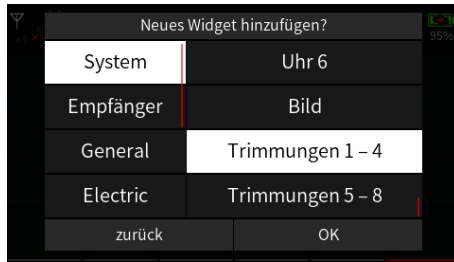 Neues Widget hinzufügen?
95%
System Uhr 6
Empfänger Bild
General Trimmungen 1 – 4
Electric Trimmungen 5 – 8
zurück OK